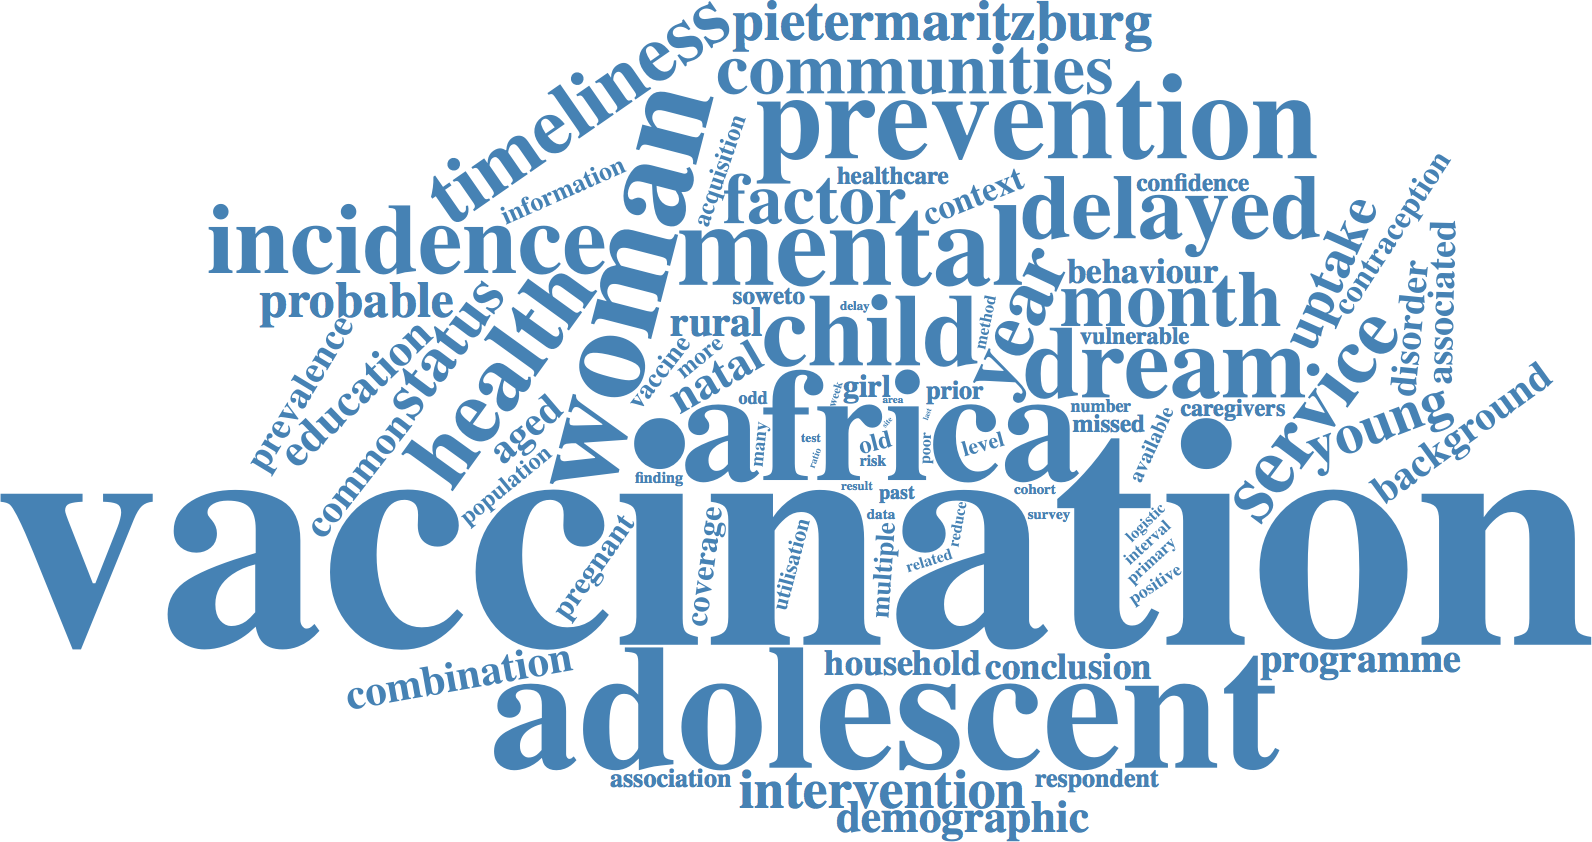 pietermaritzburg
timeliness
communities
prevention
woman
acquisition
information
healthcare
factor
context
confidence
delayed
contraception
uptake
incidence
mental
behaviour
associated
disorder
probable
health
status
soweto
delay
child
method
year
month
rural
vulnerable
service
prevalence
education
common
vaccine
more
natal
dream
aged
population
odd
week
girl
area
prior
number
caregivers
missed
young
background
africa
many
test
ratio
old
site
risk
last
poor
level
available
finding
result
past
cohort
vaccination
data
survey
reduce
related
logistic
interval
primary
positive
pregnant
coverage
utilisation
multiple
combination
household
conclusion
programme
adolescent
association
intervention
respondent
demographic